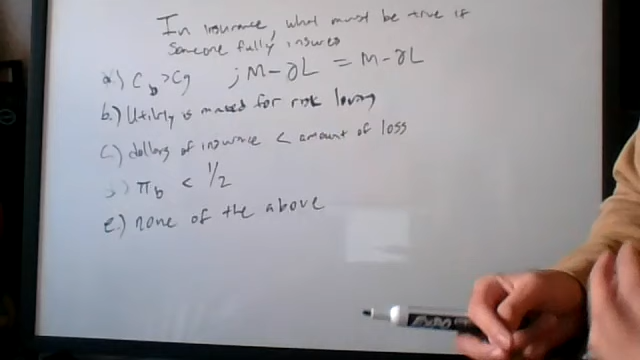 In insurance, what must be true if
someone fully insures
a.) C_b > C_g ; M - γL = M - γL
b.) Utility is maxed for risk loving
c.) dollars of insurance < amount of loss
) π_b < 1/2
e.) none of the above
EXPO